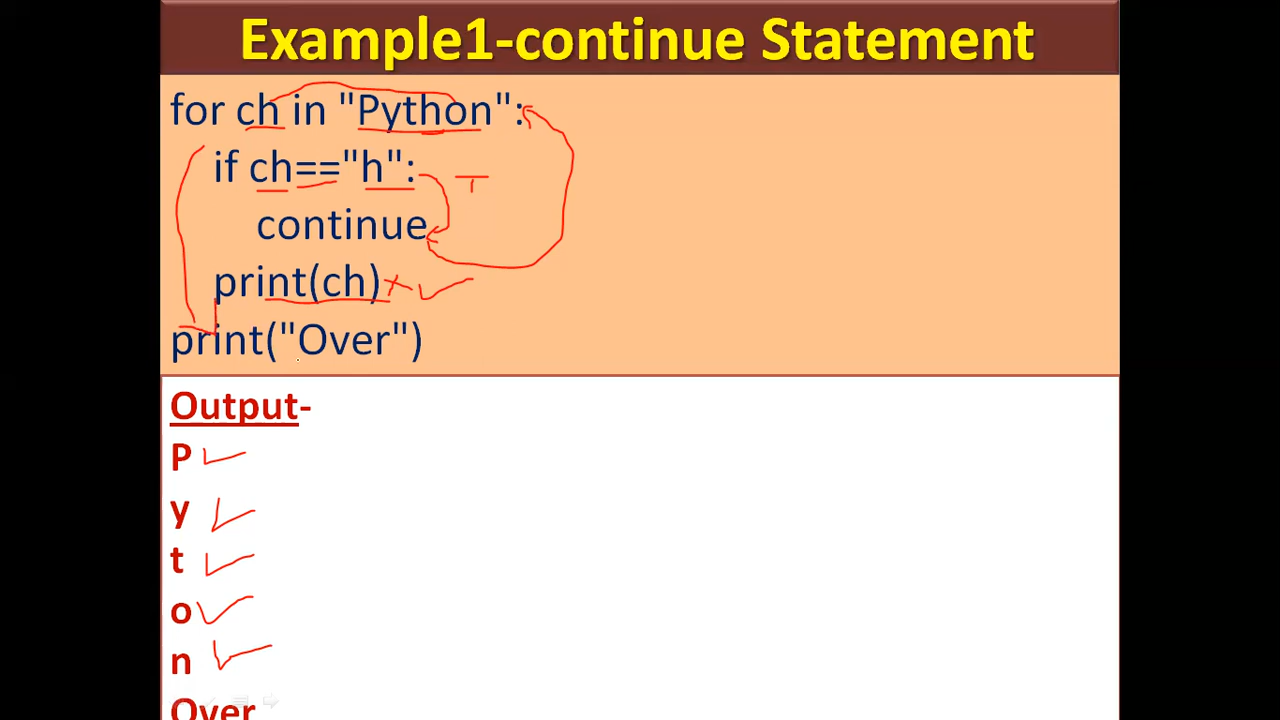 Example1-continue Statement
for ch in "Python":
if ch=="h":
continue
print(ch)
print("Over")
Output-
P
y
t
o
n
Over